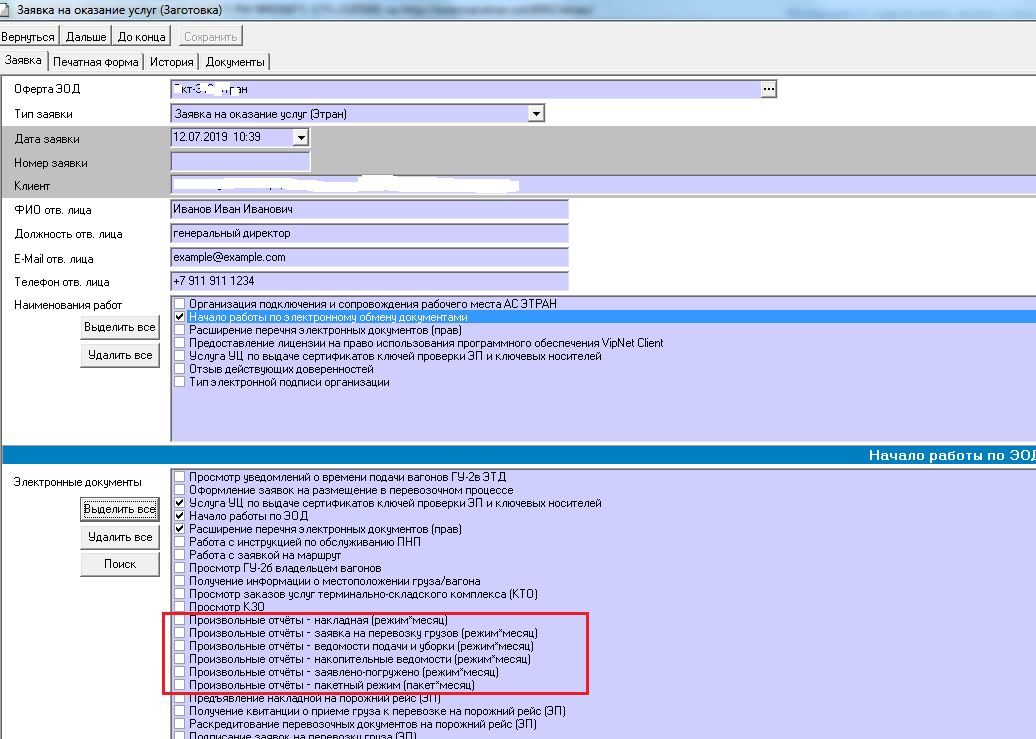 Заявка на оказание услуг (Заготовка)
Вернуться Дальше До конца Сохранить
Заявка Печатная форма История Документы
Оферта ЭОД
...
Тип заявки Заявка на оказание услуг (Этран)
Дата заявки 12.07.2019 10:39
Номер заявки
Клиент
ФИО отв. лица Иванов Иван Иванович
Должность отв. лица генеральный директор
E-Mail отв. лица example@example.com
Телефон отв. лица +7 911 911 1234
Наименования работ
Выделить все
Удалить все
Организация подключения и сопровождения рабочего места АС ЭТРАН
Начало работы по электронному обмену документами
Расширение перечня электронных документов (прав)
Предоставление лицензии на право использования программного обеспечения VipNet Client
Услуга УЦ по выдаче сертификатов ключей проверки ЭП и ключевых носителей
Отзыв действующих доверенностей
Тип электронной подписи организации
Начало работы по ЭОД
Электронные документы
Выделить все
Удалить все
Поиск
Просмотр уведомлений о времени подачи вагонов ГУ-2в ЭТД
Оформление заявок на размещение в перевозочном процессе
Услуга УЦ по выдаче сертификатов ключей проверки ЭП и ключевых носителей
Начало работы по ЭОД
Расширение перечня электронных документов (прав)
Работа с инструкцией по обслуживанию ПНП
Работа с заявкой на маршрут
Просмотр ГУ-2б владельцем вагонов
Получение информации о местоположении груза/вагона
Просмотр заказов услуг терминально-складского комплекса (КТО)
Просмотр КЗО
Произвольные отчёты - накладная (режим*месяц)
Произвольные отчёты - заявка на перевозку грузов (режим*месяц)
Произвольные отчёты - ведомости подачи и уборки (режим*месяц)
Произвольные отчёты - накопительные ведомости (режим*месяц)
Произвольные отчёты - заявлено-погружено (режим*месяц)
Произвольные отчёты - пакетный режим (пакет*месяц)
Предъявление накладной на порожний рейс (ЭП)
Получение квитанции о приеме груза к перевозке на порожний рейс (ЭП)
Раскредитование перевозочных документов на порожний рейс (ЭП)
Подписание заявок на перевозку груза (ЭП)